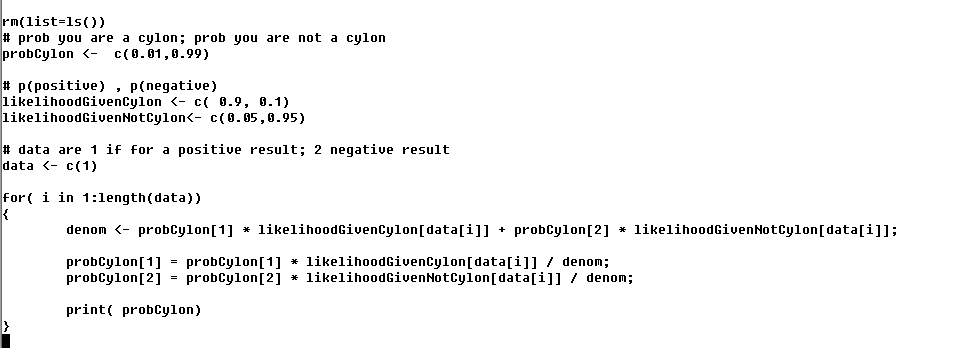 rm(list=ls())
# prob you are a cylon; prob you are not a cylon
probCylon <-  c(0.01,0.99)
# p(positive) , p(negative)
likelihoodGivenCylon <- c( 0.9, 0.1)
likelihoodGivenNotCylon<- c(0.05,0.95)
# data are 1 if for a positive result; 2 negative result
data <- c(1)
for( i in 1:length(data))
{
        denom <- probCylon[1] * likelihoodGivenCylon[data[i]] + probCylon[2] * likelihoodGivenNotCylon[data[i]];
        probCylon[1] = probCylon[1] * likelihoodGivenCylon[data[i]] / denom;
        probCylon[2] = probCylon[2] * likelihoodGivenNotCylon[data[i]] / denom;
        print( probCylon)
}